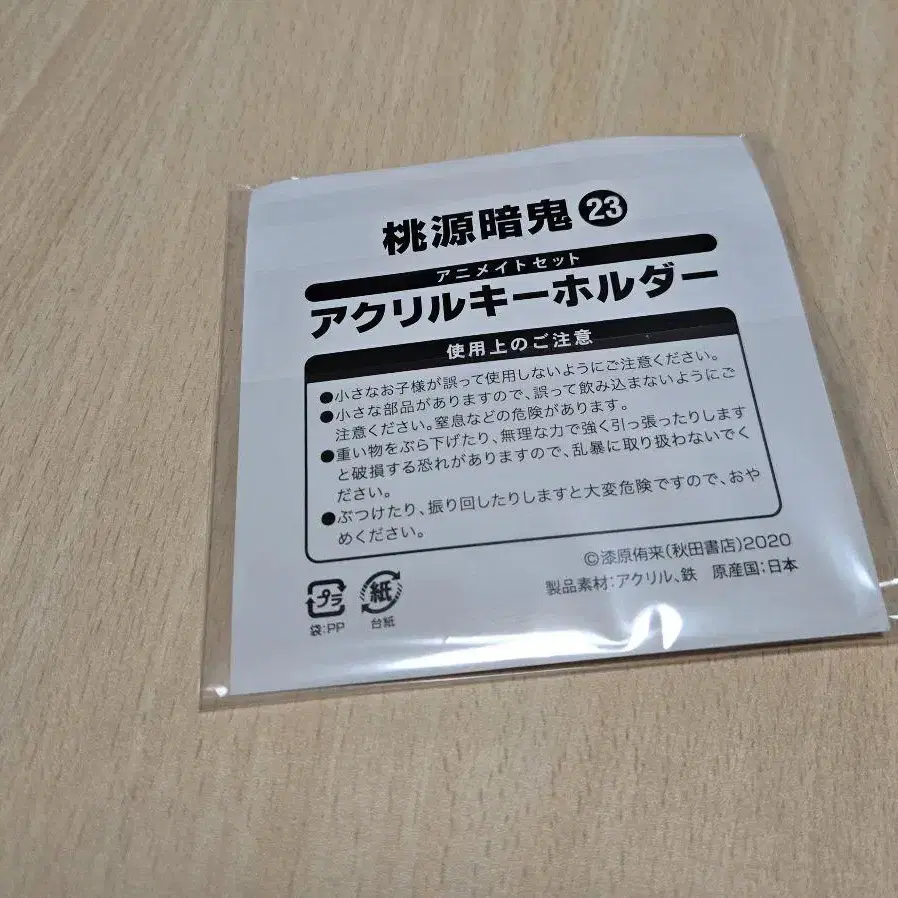 桃源暗鬼㉓
アニメイトセット
アクリルキーホルダー
使用上のご注意
●小さなお子様が誤って使用しないようにご注意ください。
●小さな部品がありますので、誤って飲み込まないようにご
注意ください。窒息などの危険があります。
●重い物をぶら下げたり、無理な力で強く引っ張ったりします
と破損する恐れがありますので、乱暴に取り扱わないでく
ださい。
●ぶつけたり、振り回したりしますと大変危険ですので、おや
めください。
©漆原侑来(秋田書店)2020
製品素材:アクリル、鉄 原産国:日本
プラ 紙
袋:PP 台紙